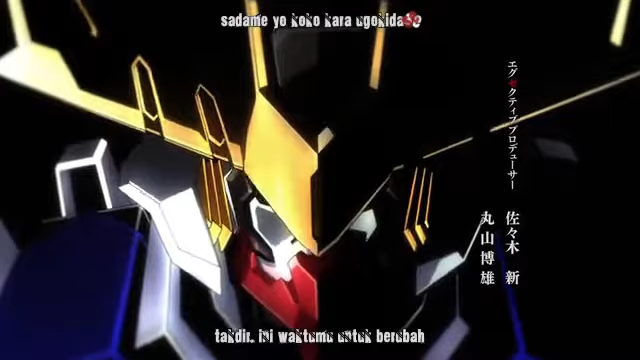 sadame yo koko kara ugokidase
エグゼクティブプロデューサー
佐々木 新
丸山博雄
takdir.. ini waktumu untuk berubah